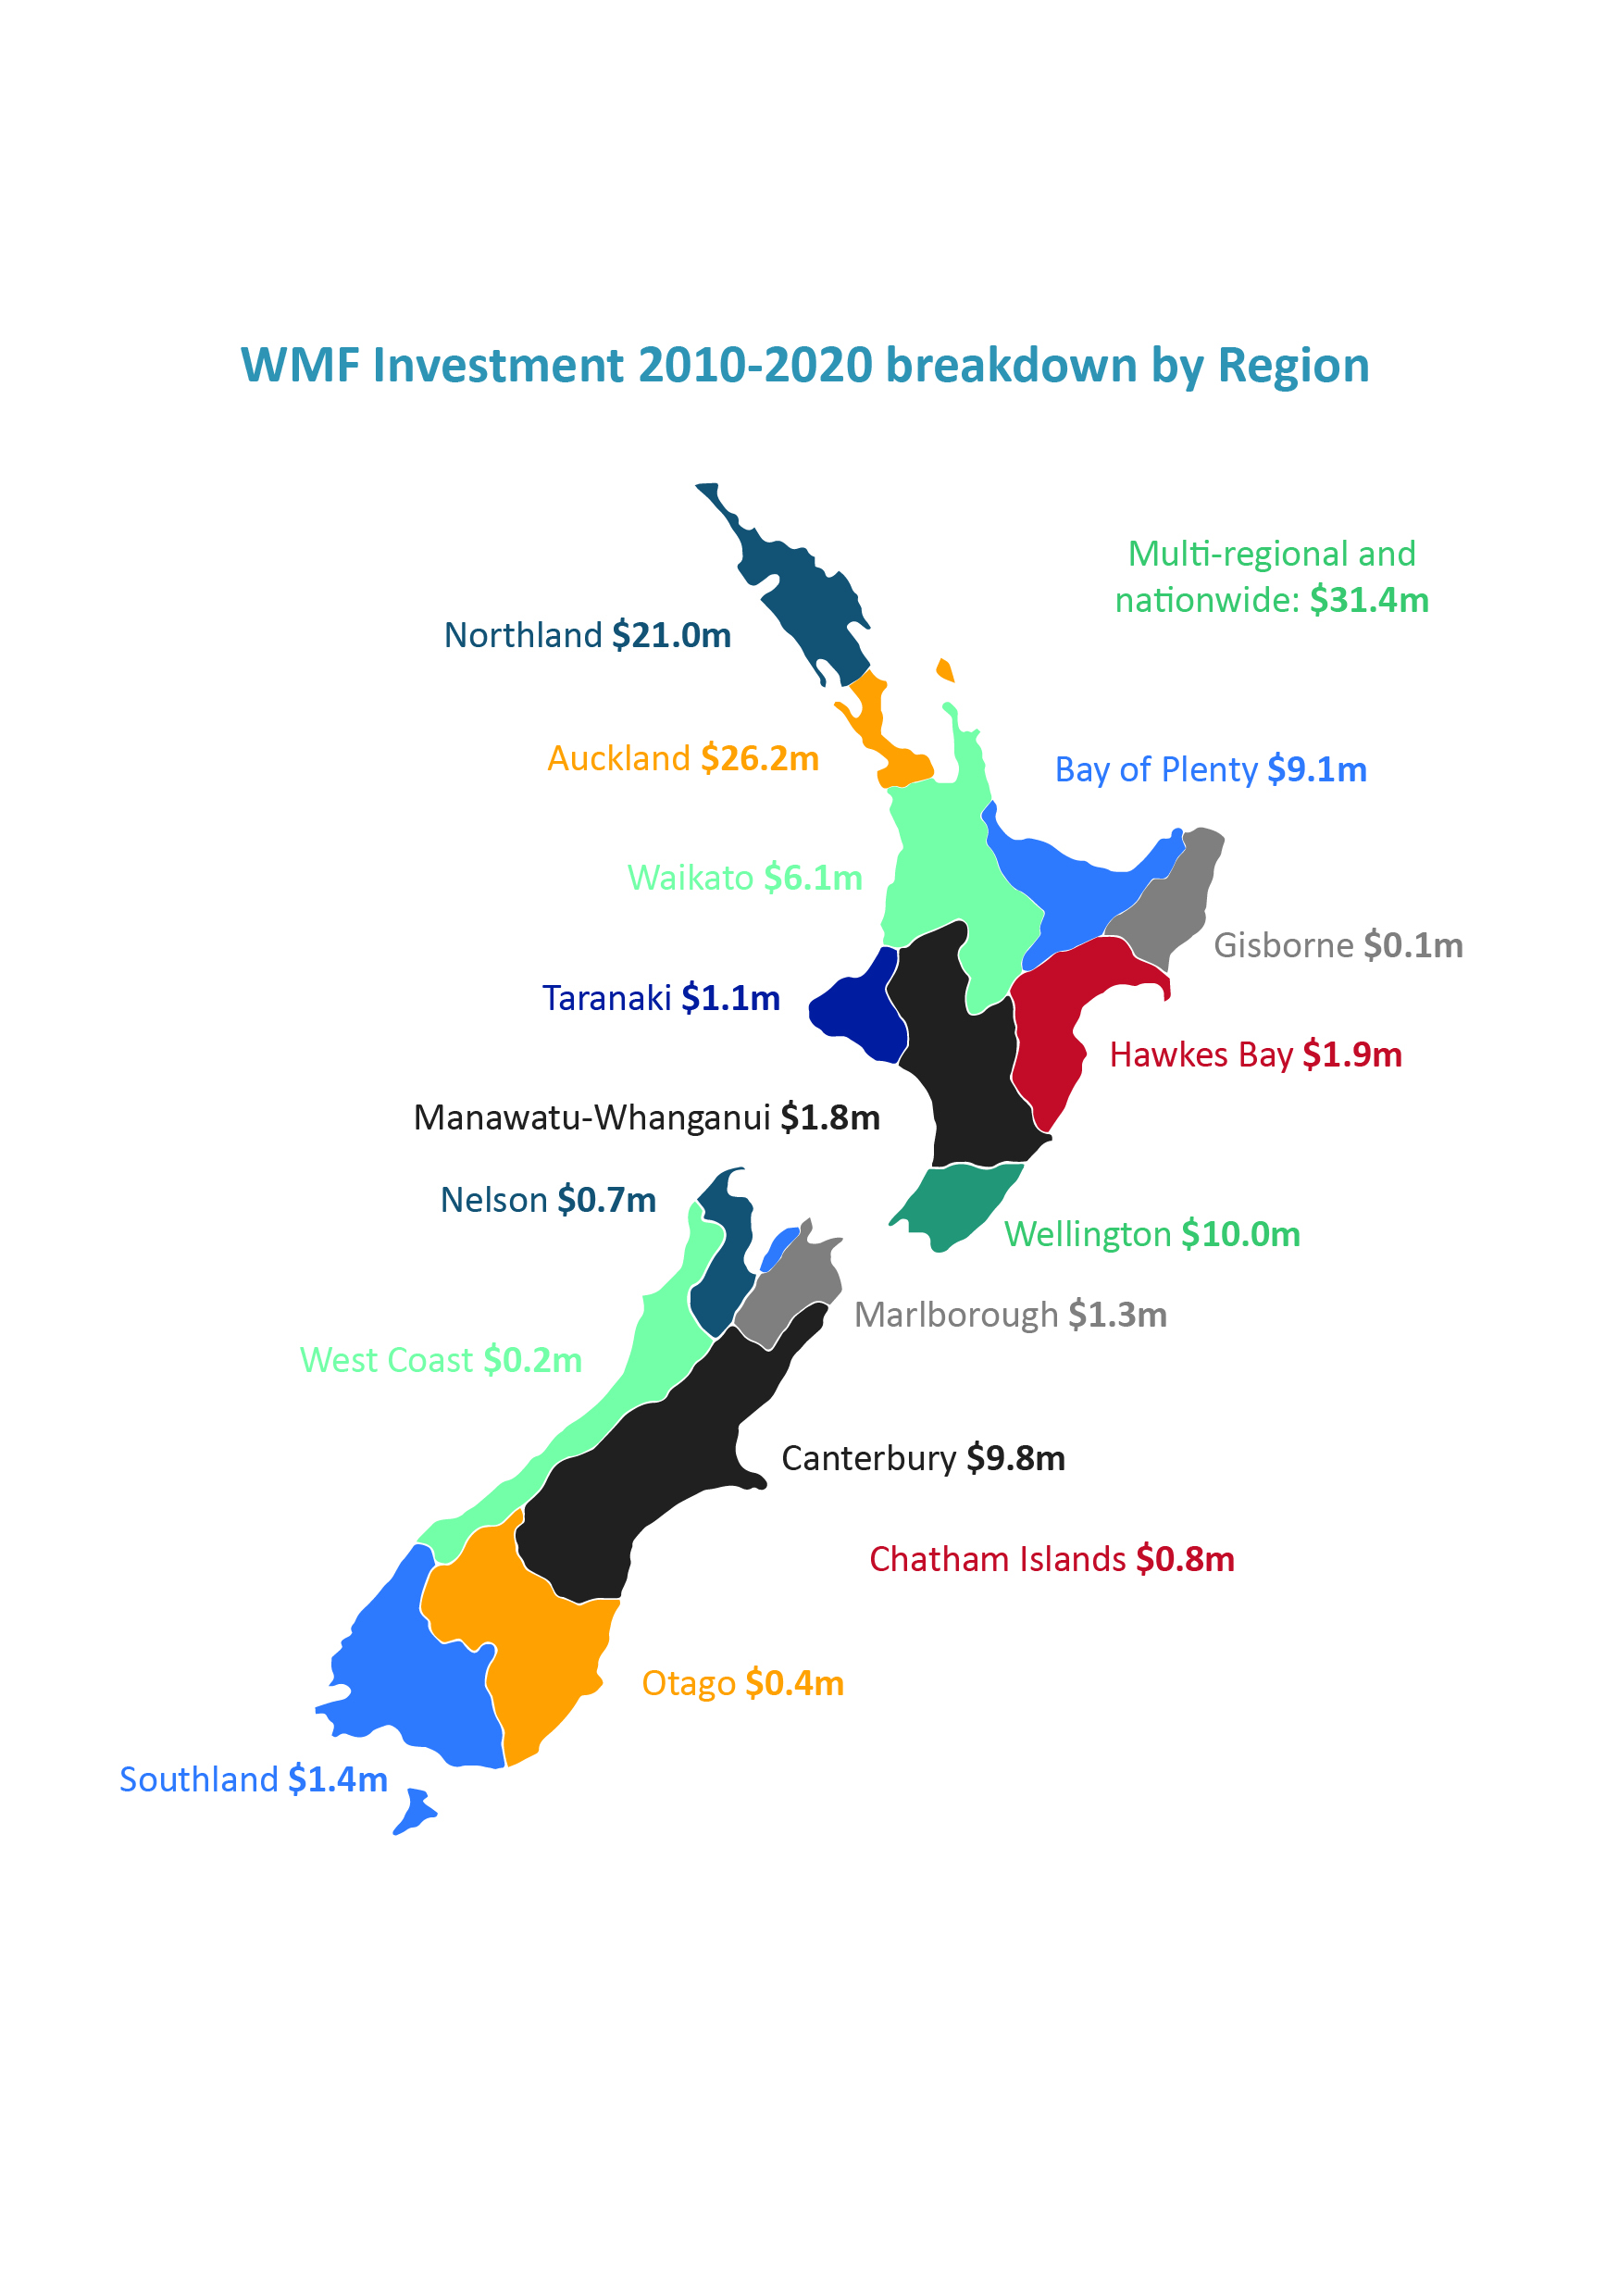 WMF Investment 2010-2020 breakdown by Region
Multi-regional and
nationwide: $31.4m
Northland $21.0m
Auckland $26.2m
Bay of Plenty $9.1m
Waikato $6.1m
Gisborne $0.1m
Taranaki $1.1m
Hawkes Bay $1.9m
Manawatu-Whanganui $1.8m
Nelson $0.7m
Wellington $10.0m
Marlborough $1.3m
West Coast $0.2m
Canterbury $9.8m
Chatham Islands $0.8m
Otago $0.4m
Southland $1.4m